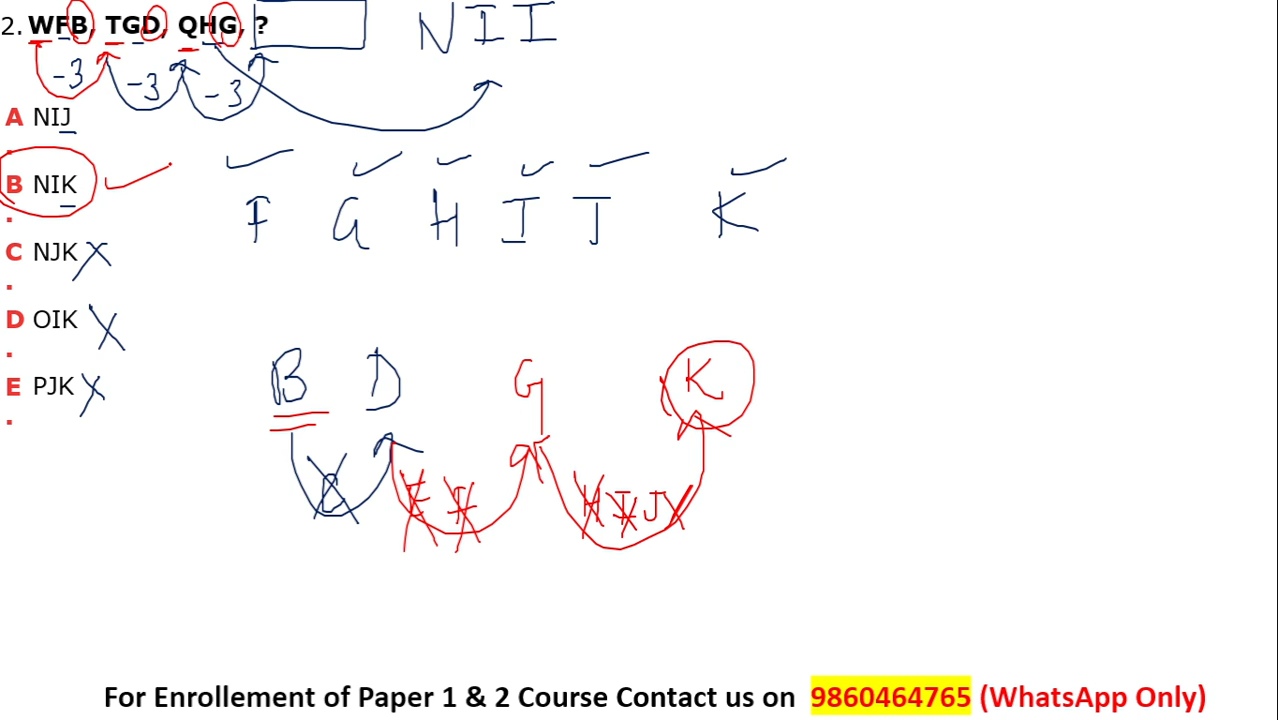 2. WFB, TGD, QHG, ? N I I
-3 -3 -3
A NIJ
.
B NIK
.
F G H I J K
C NJK
.
D OIK
.
E PJK
.
B D G K
C E F H I J
For Enrollement of Paper 1 & 2 Course Contact us on 9860464765 (WhatsApp Only)